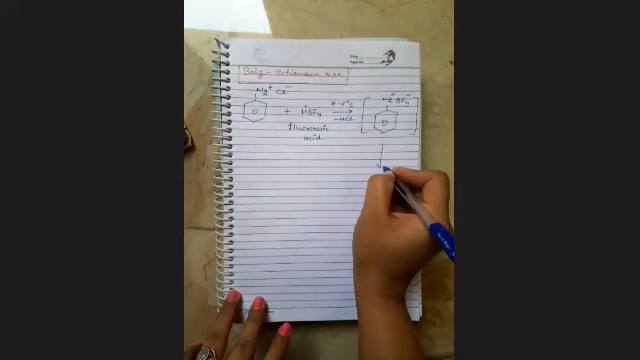 Balz - Schiemann rxn
N2+ Cl-
+ HBF4
0-5°C
-HCl
N2+ BF4-
fluoroboric
acid